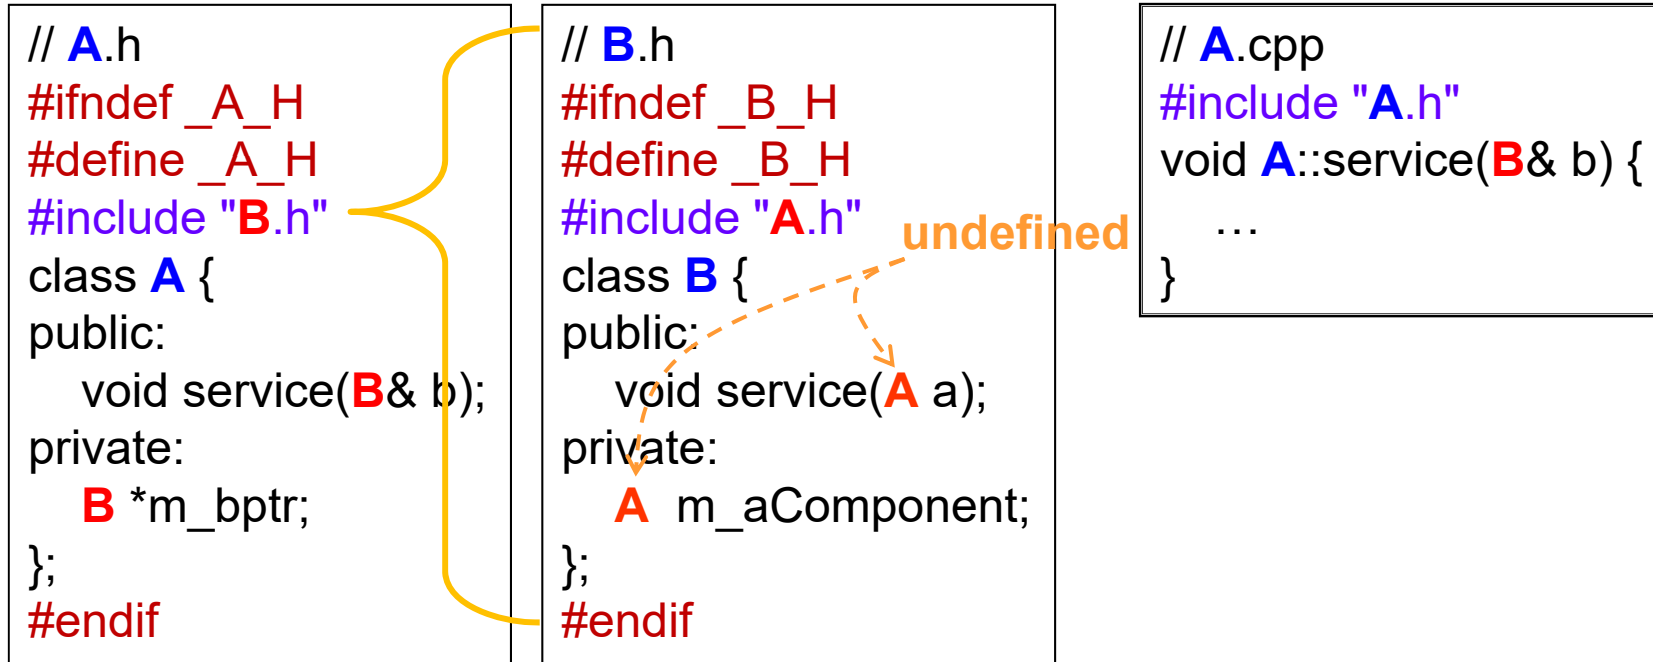 // A.h
#ifndef _A_H
#define _A_H
#include "B.h"
class A {
public:
void service(B& b);
private:
B *m_bptr;
};
#endif
// B.h
#ifndef _B_H
#define _B_H
#include "A.h"
class B {
public:
void service(A a);
private:
A m_aComponent;
};
#endif
undefined
// A.cpp
#include "A.h"
void A::service(B& b) {
…
}